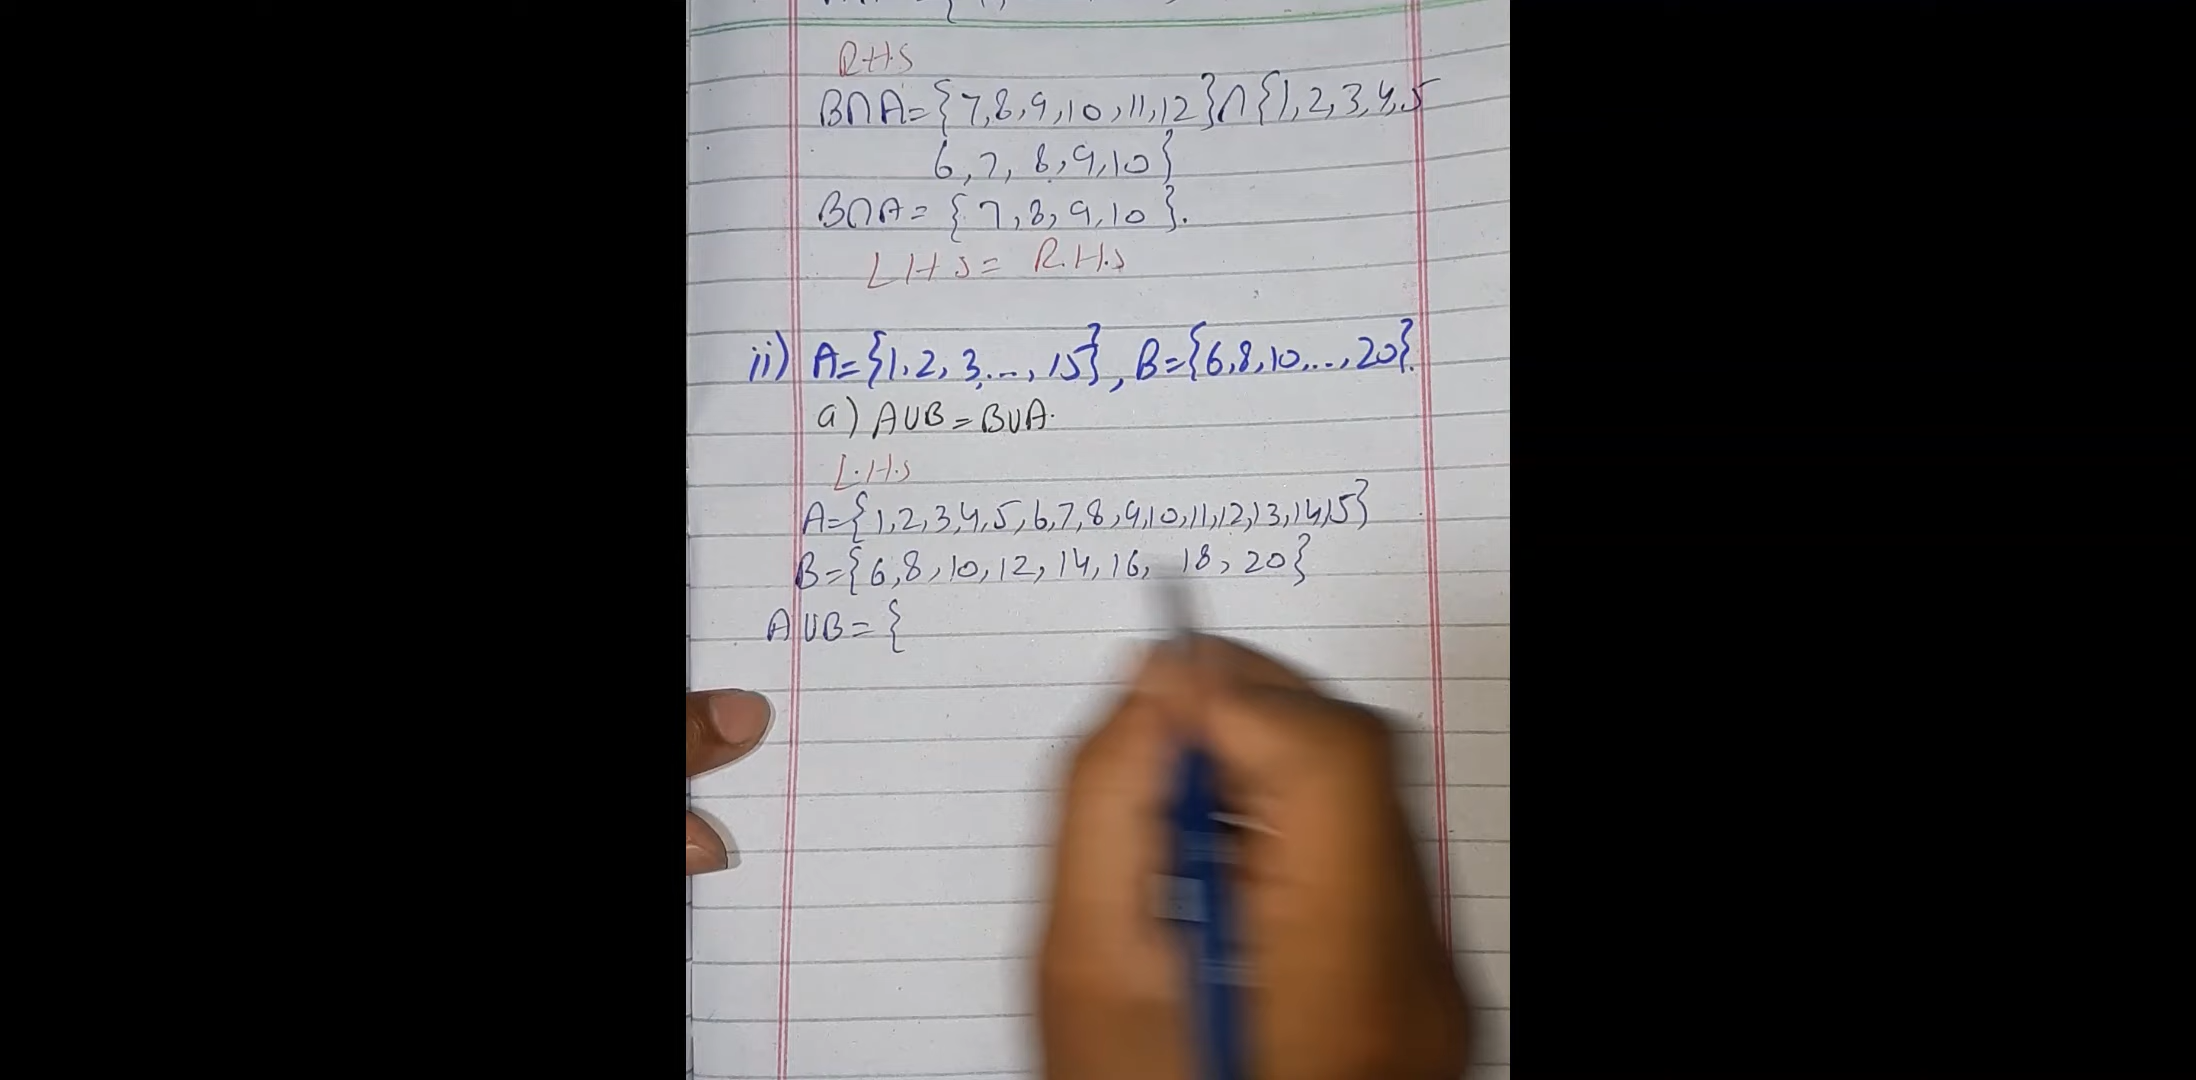 R.H.S
B∩A={7,8,9,10,11,12}∩{1,2,3,4,5
6,7,8,9,10}
B∩A={7,8,9,10}.
LHS=R.H.S
ii) A={1,2,3...,15}, B={6,8,10,...,20}.
a) A∪B=B∪A.
L.H.S
A={1,2,3,4,5,6,7,8,9,10,11,12,13,14,15}
B={6,8,10,12,14,16, 18,20}
A∪B={